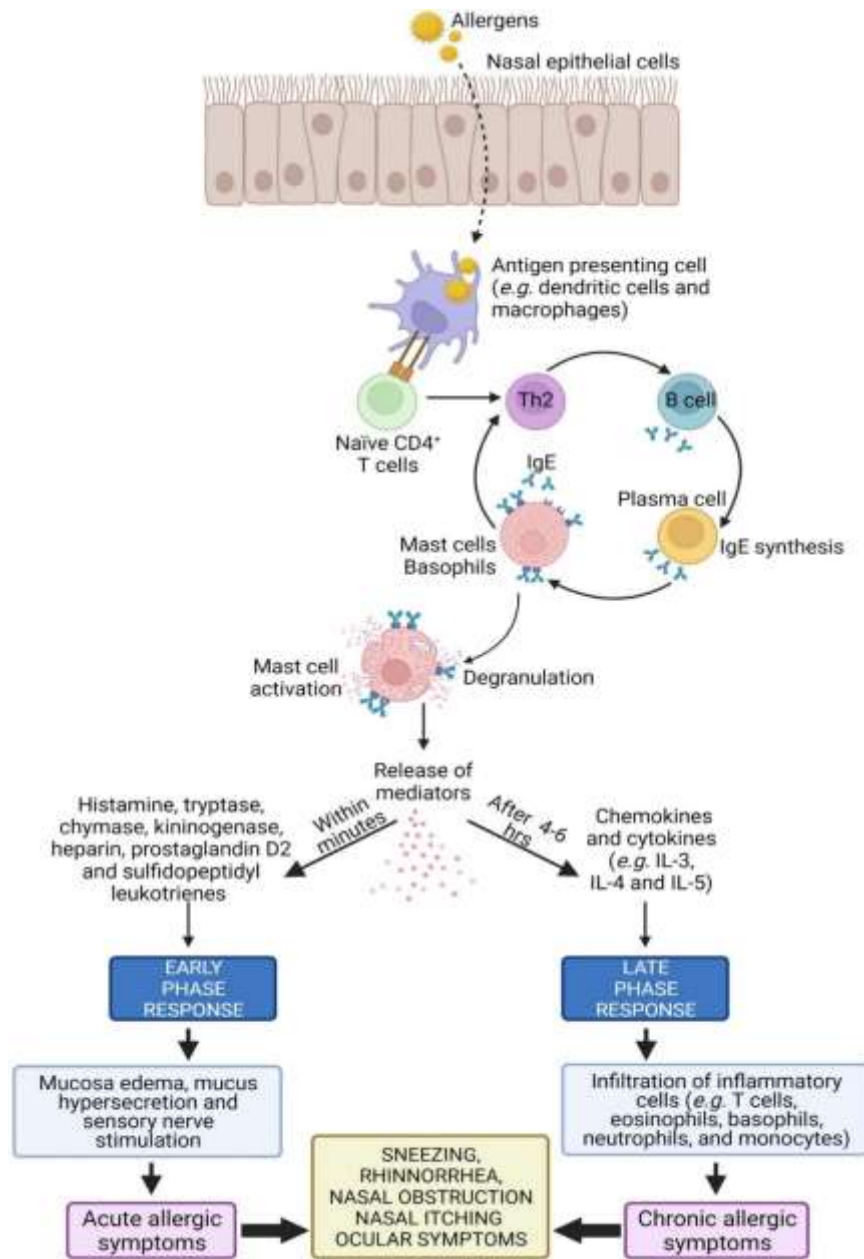 Allergens
Nasal epithelial cells
Antigen presenting cell
(e.g. dendritic cells and
macrophages)
Th2
B cell
Naïve CD4⁺
T cells
IgE
Plasma cell
Mast cells
Basophils
IgE synthesis
Mast cell
activation
Degranulation
Release of
mediators
Within
minutes
After 4-6
hrs
Histamine, tryptase,
chymase, kininogenase,
heparin, prostaglandin D2
and sulfidopeptidyl
leukotrienes
Chemokines
and cytokines
(e.g. IL-3,
IL-4 and IL-5)
EARLY
PHASE
RESPONSE
LATE
PHASE
RESPONSE
Mucosa edema, mucus
hypersecretion and
sensory nerve
stimulation
Infiltration of inflammatory
cells (e.g. T cells,
eosinophils, basophils,
neutrophils, and monocytes)
SNEEZING,
RHINNORRHEA,
NASAL OBSTRUCTION
NASAL ITCHING
OCULAR SYMPTOMS
Acute allergic
symptoms
Chronic allergic
symptoms